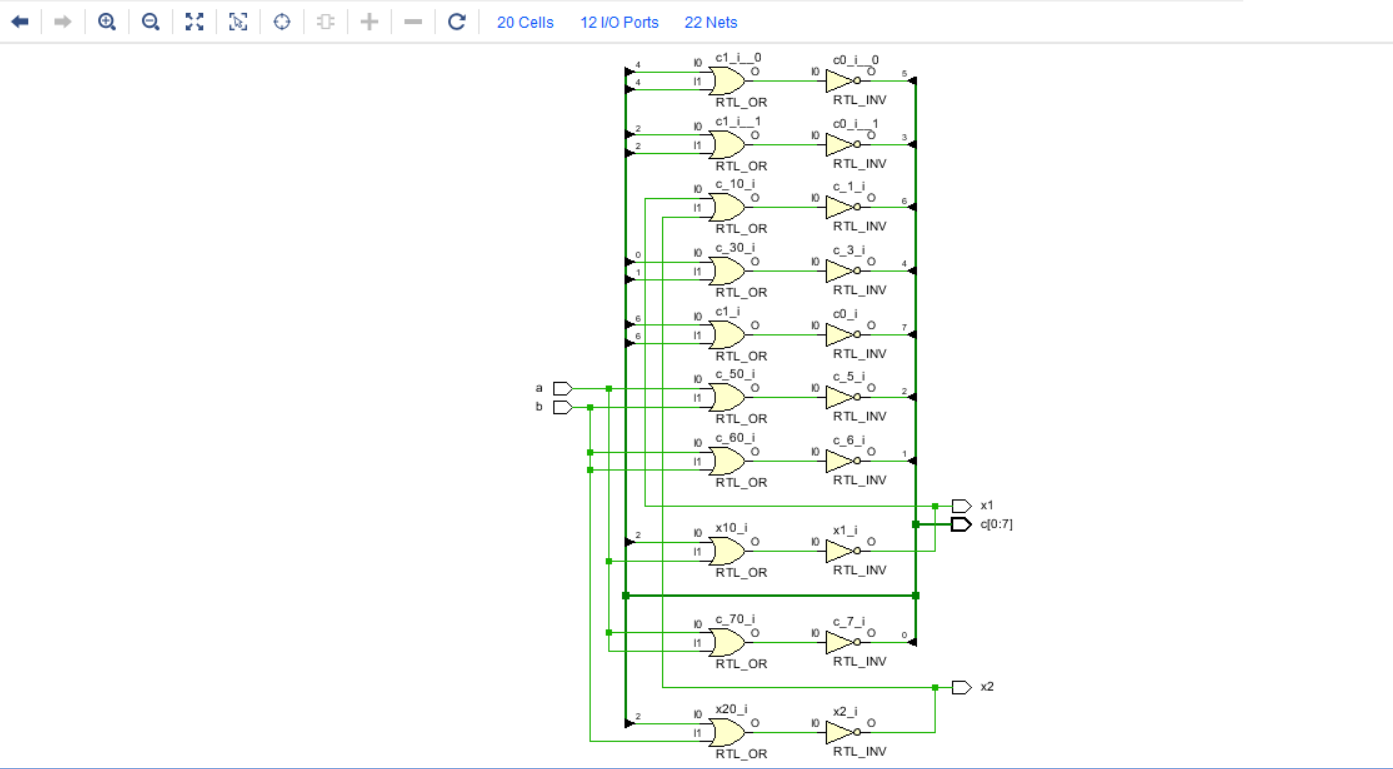 20 Cells 12 I/O Ports 22 Nets
c1_i__0 c0_i__0
4 I0 O I0 O 5
4 I1
RTL_OR RTL_INV
c1_i__1 c0_i__1
2 I0 O I0 O 3
2 I1
RTL_OR RTL_INV
c_10_i c_1_i
I0 O I0 O 6
I1
RTL_OR RTL_INV
c_30_i c_3_i
0 I0 O I0 O 4
1 I1
RTL_OR RTL_INV
c1_i c0_i
6 I0 O I0 O 7
6 I1
RTL_OR RTL_INV
c_50_i c_5_i
a I0 O I0 O 2
b I1
RTL_OR RTL_INV
c_60_i c_6_i
I0 O I0 O 1
I1
RTL_OR RTL_INV
x1
c[0:7]
x10_i x1_i
2 I0 O I0 O
I1
RTL_OR RTL_INV
c_70_i c_7_i
I0 O I0 O 0
I1
RTL_OR RTL_INV
x2
x20_i x2_i
2 I0 O I0 O
I1
RTL_OR RTL_INV